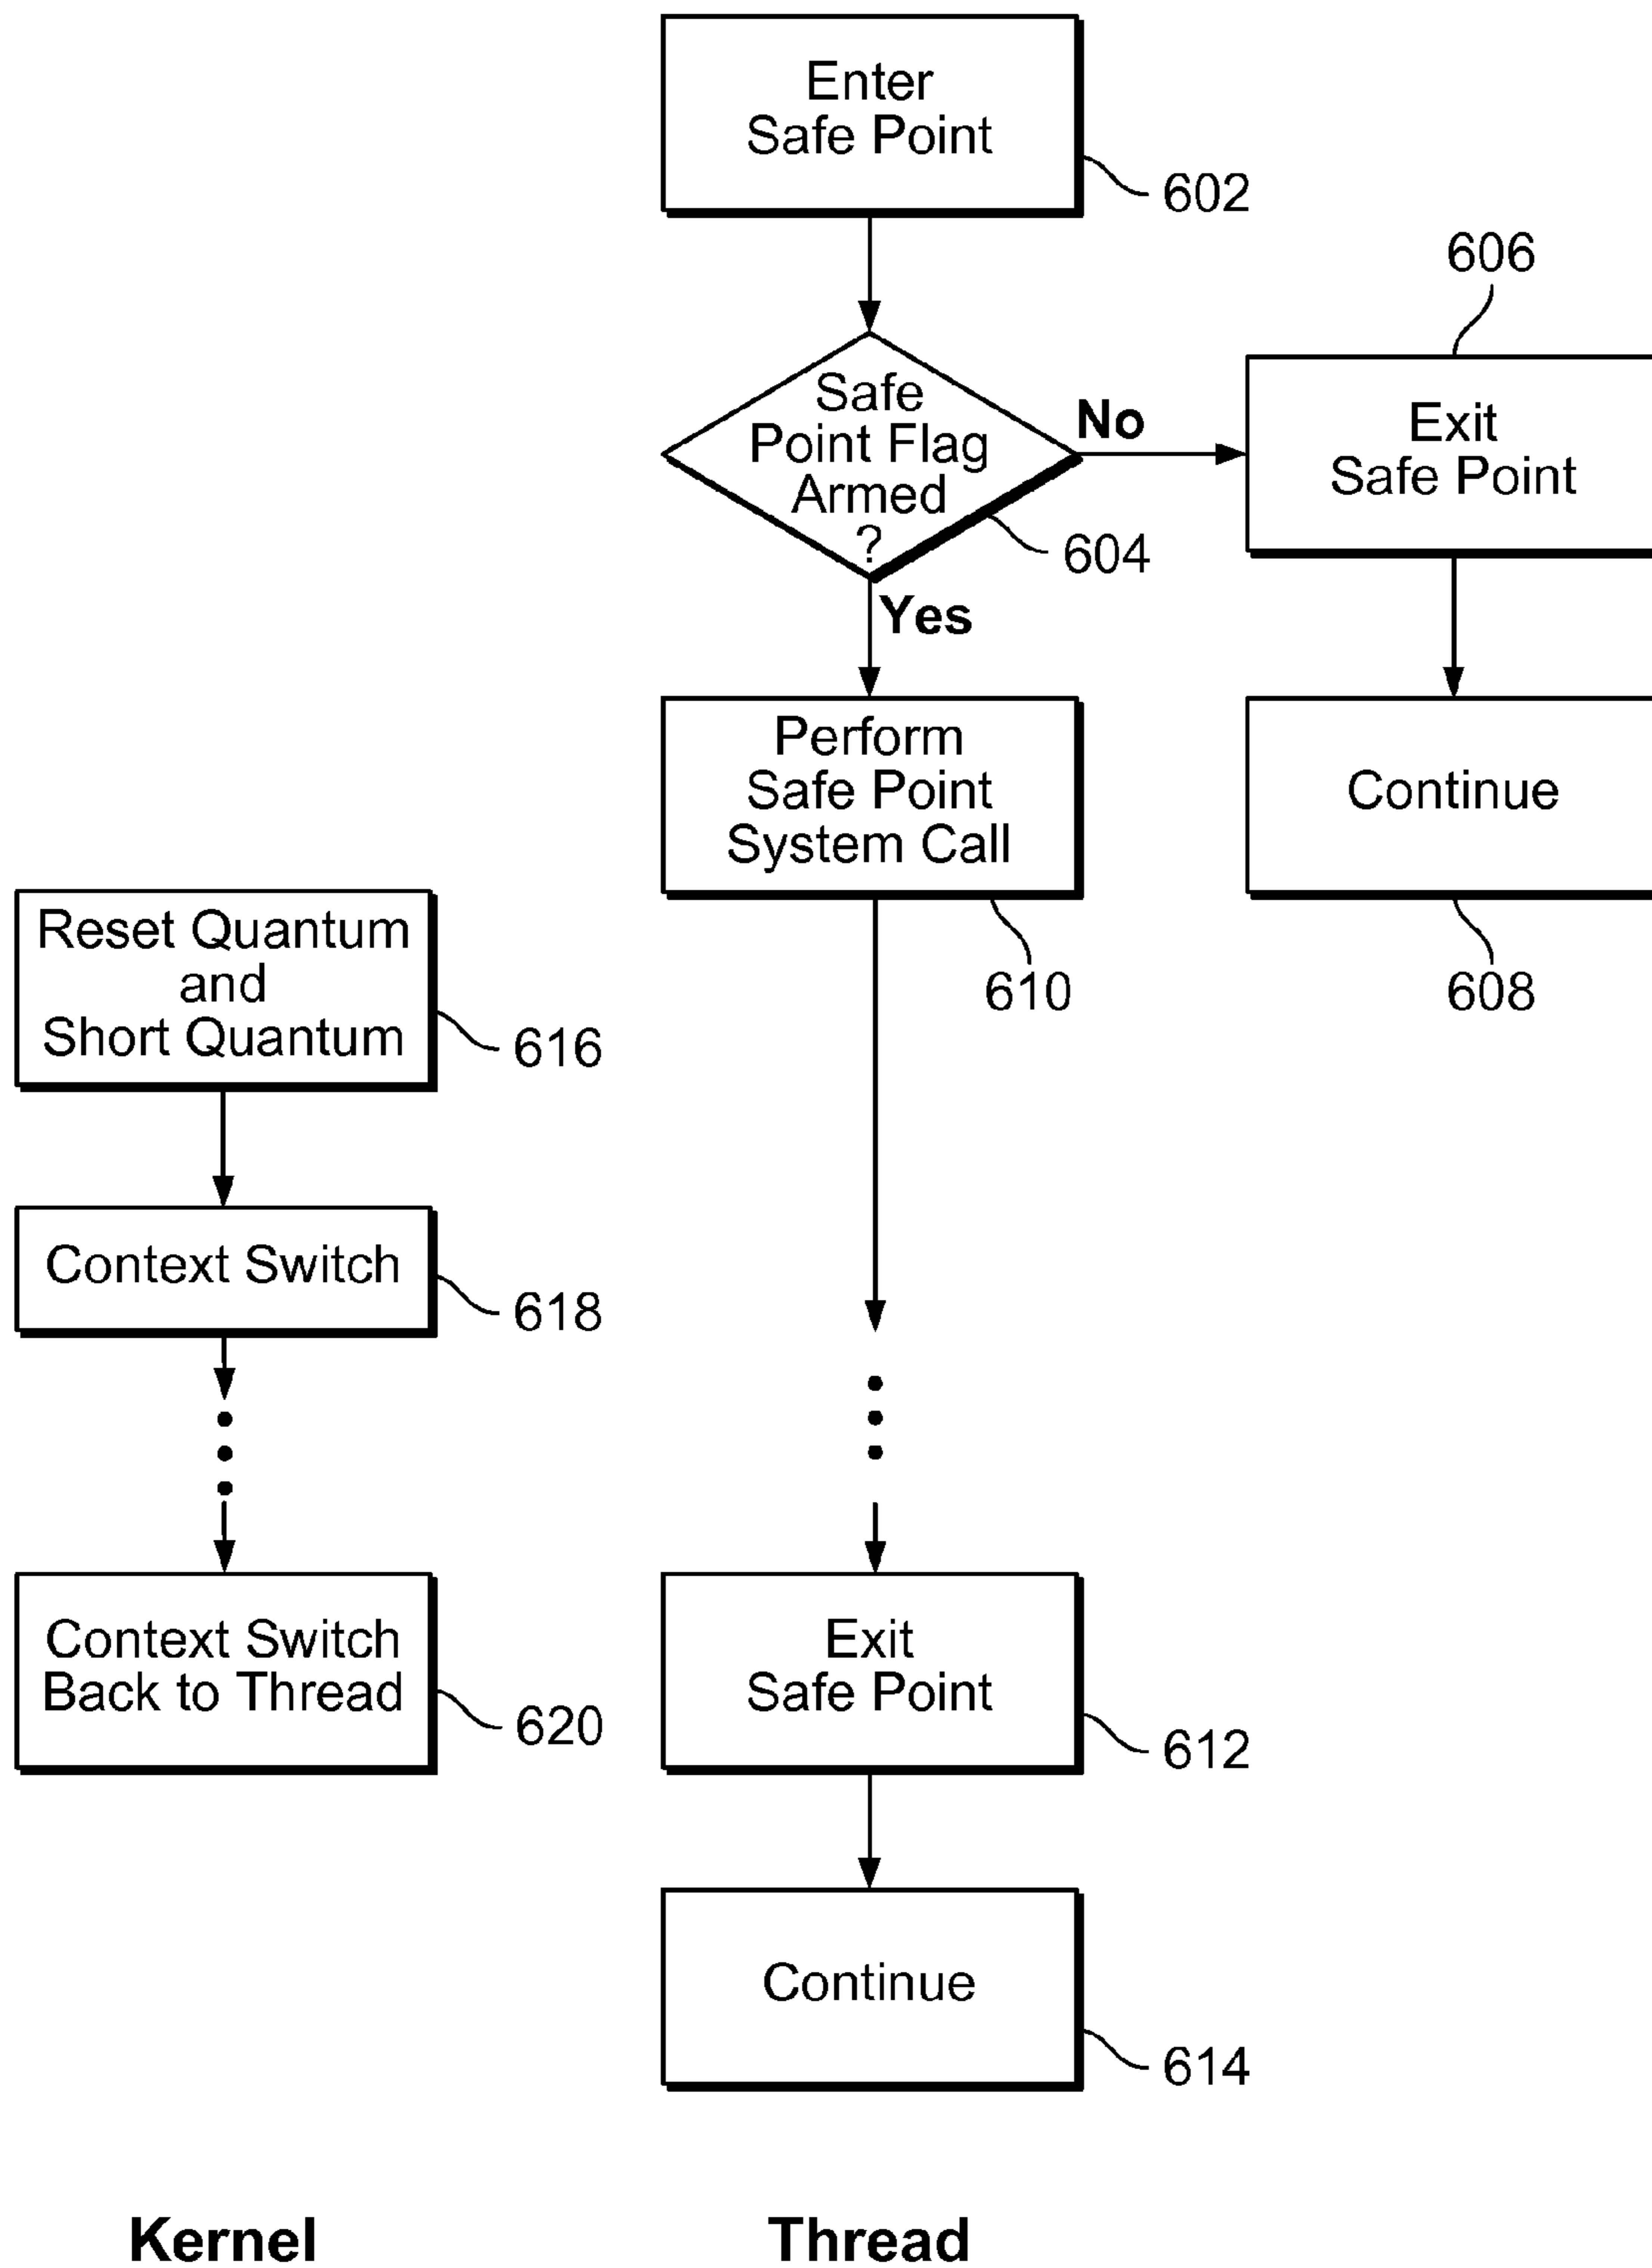 Enter
Safe Point
602
606
Safe
Point Flag
Armed
?
No
604
Yes
Exit
Safe Point
Perform
Safe Point
System Call
610
Continue
608
Reset Quantum
and
Short Quantum
616
Context Switch
618
Context Switch
Back to Thread
620
Exit
Safe Point
612
Continue
614
Kernel
Thread